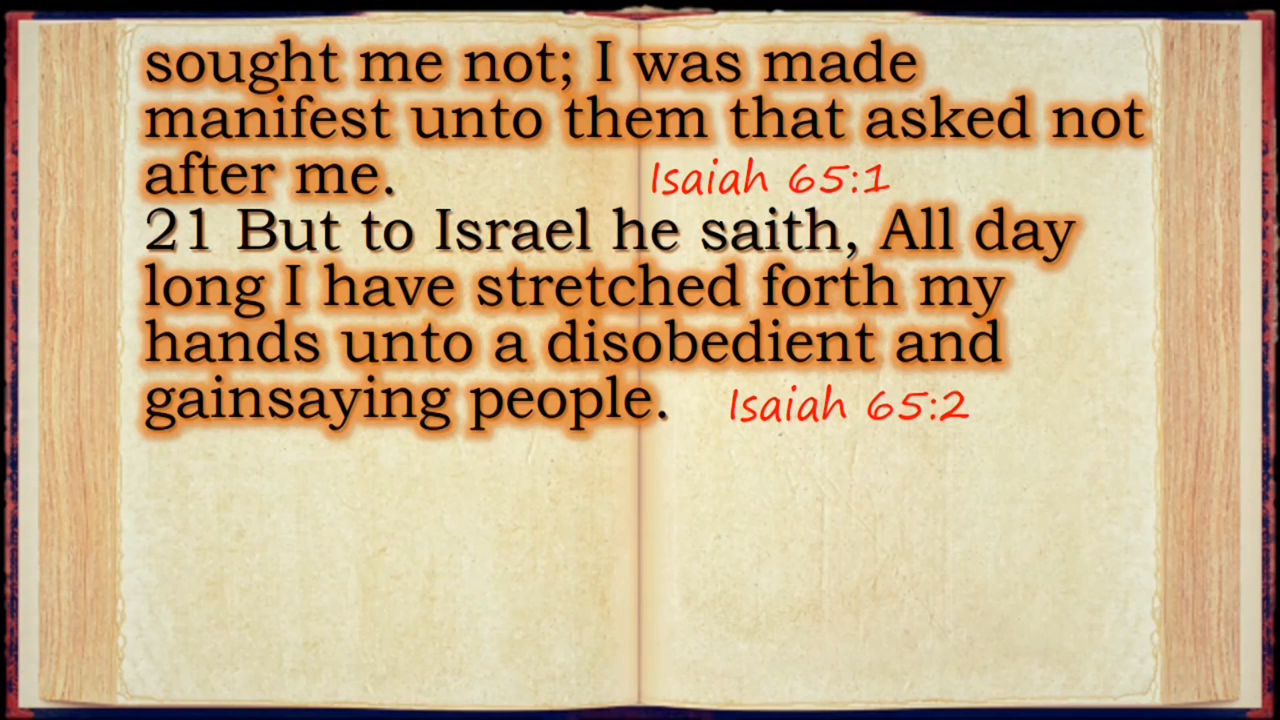 sought me not; I was made
manifest unto them that asked not
after me. Isaiah 65:1
21 But to Israel he saith, All day
long I have stretched forth my
hands unto a disobedient and
gainsaying people. Isaiah 65:2